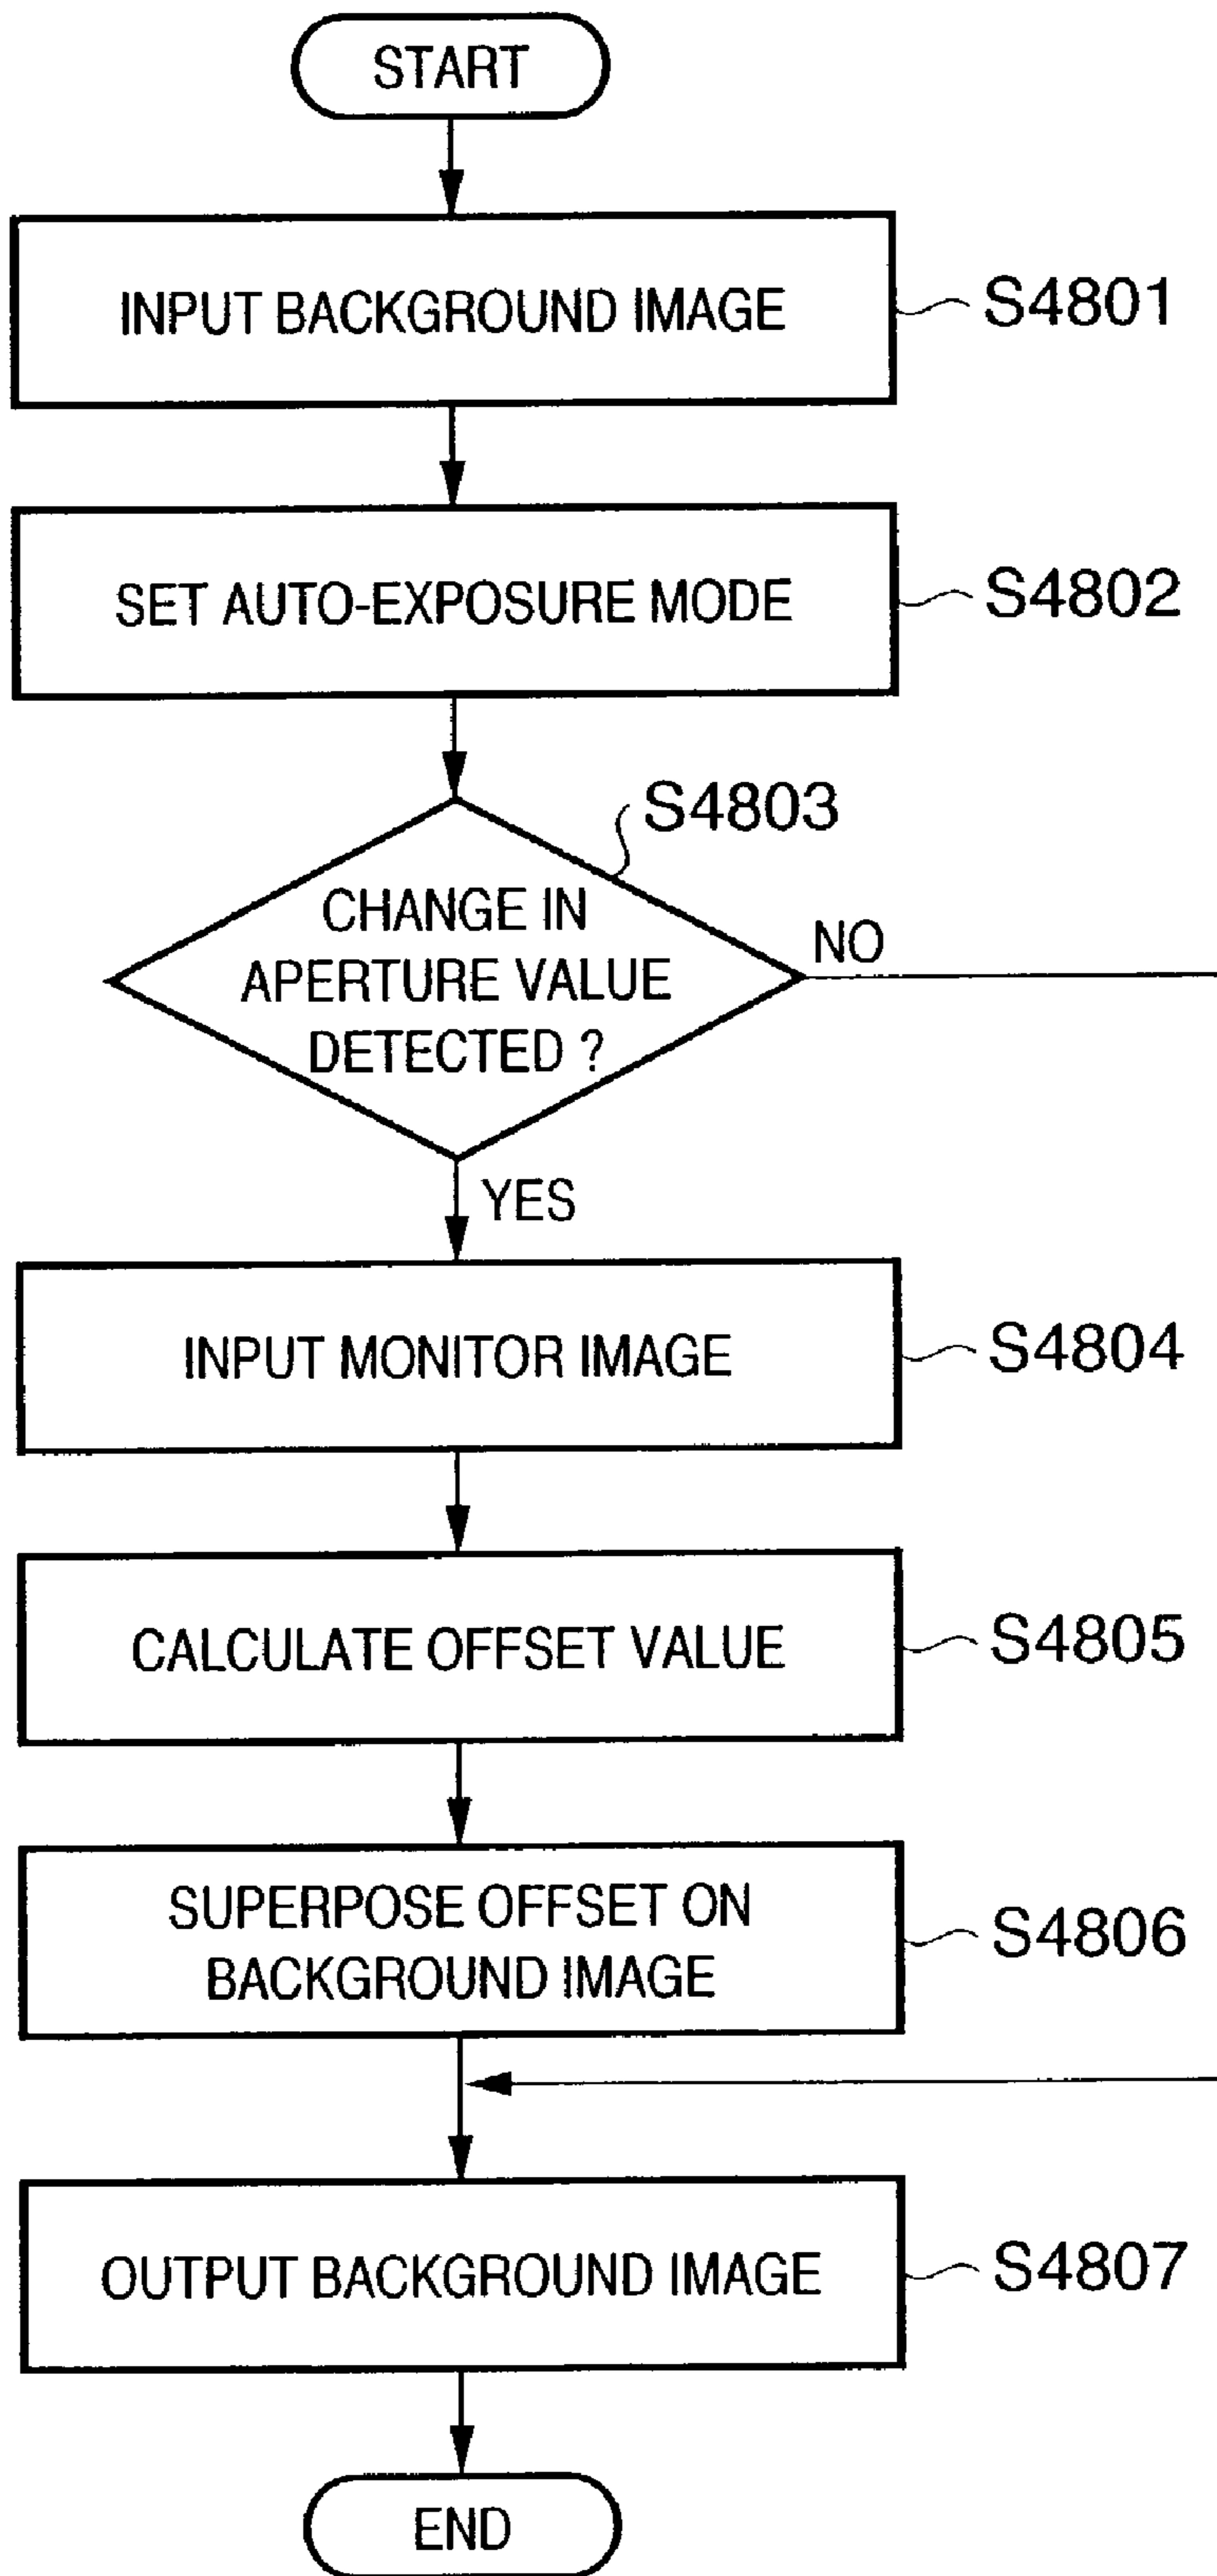 START
INPUT BACKGROUND IMAGE
S4801
SET AUTO-EXPOSURE MODE
S4802
S4803
CHANGE IN
APERTURE VALUE
DETECTED ?
NO
YES
INPUT MONITOR IMAGE
S4804
CALCULATE OFFSET VALUE
S4805
SUPERPOSE OFFSET ON
BACKGROUND IMAGE
S4806
OUTPUT BACKGROUND IMAGE
S4807
END